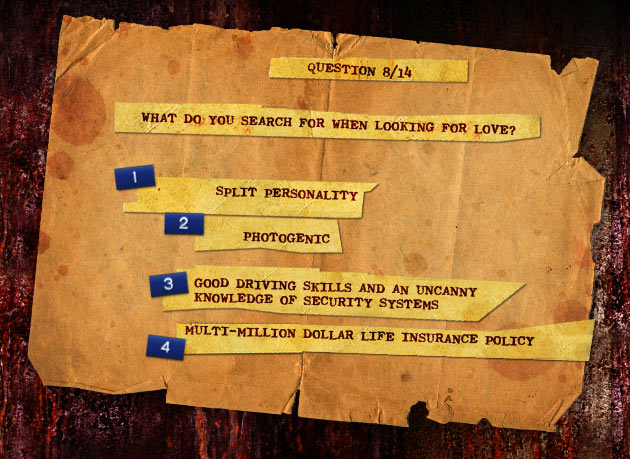 QUESTION 8/14
WHAT DO YOU SEARCH FOR WHEN LOOKING FOR LOVE?
1 SPLIT PERSONALITY
2 PHOTOGENIC
3 GOOD DRIVING SKILLS AND AN UNCANNY
KNOWLEDGE OF SECURITY SYSTEMS
4 MULTI-MILLION DOLLAR LIFE INSURANCE POLICY